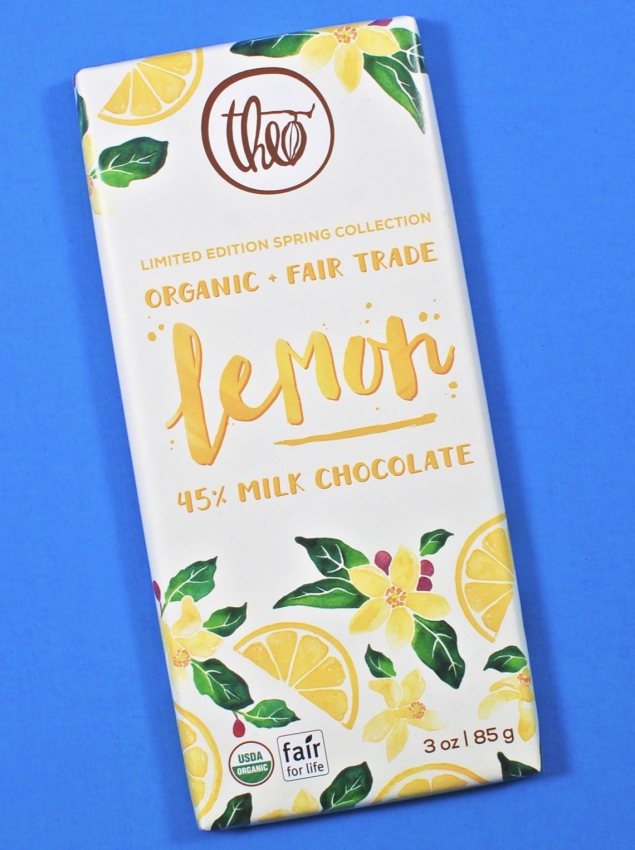 theo
LIMITED EDITION SPRING COLLECTION
ORGANIC + FAIR TRADE
lemon
45% MILK CHOCOLATE
USDA
ORGANIC
fair
for life
3 oz | 85 g